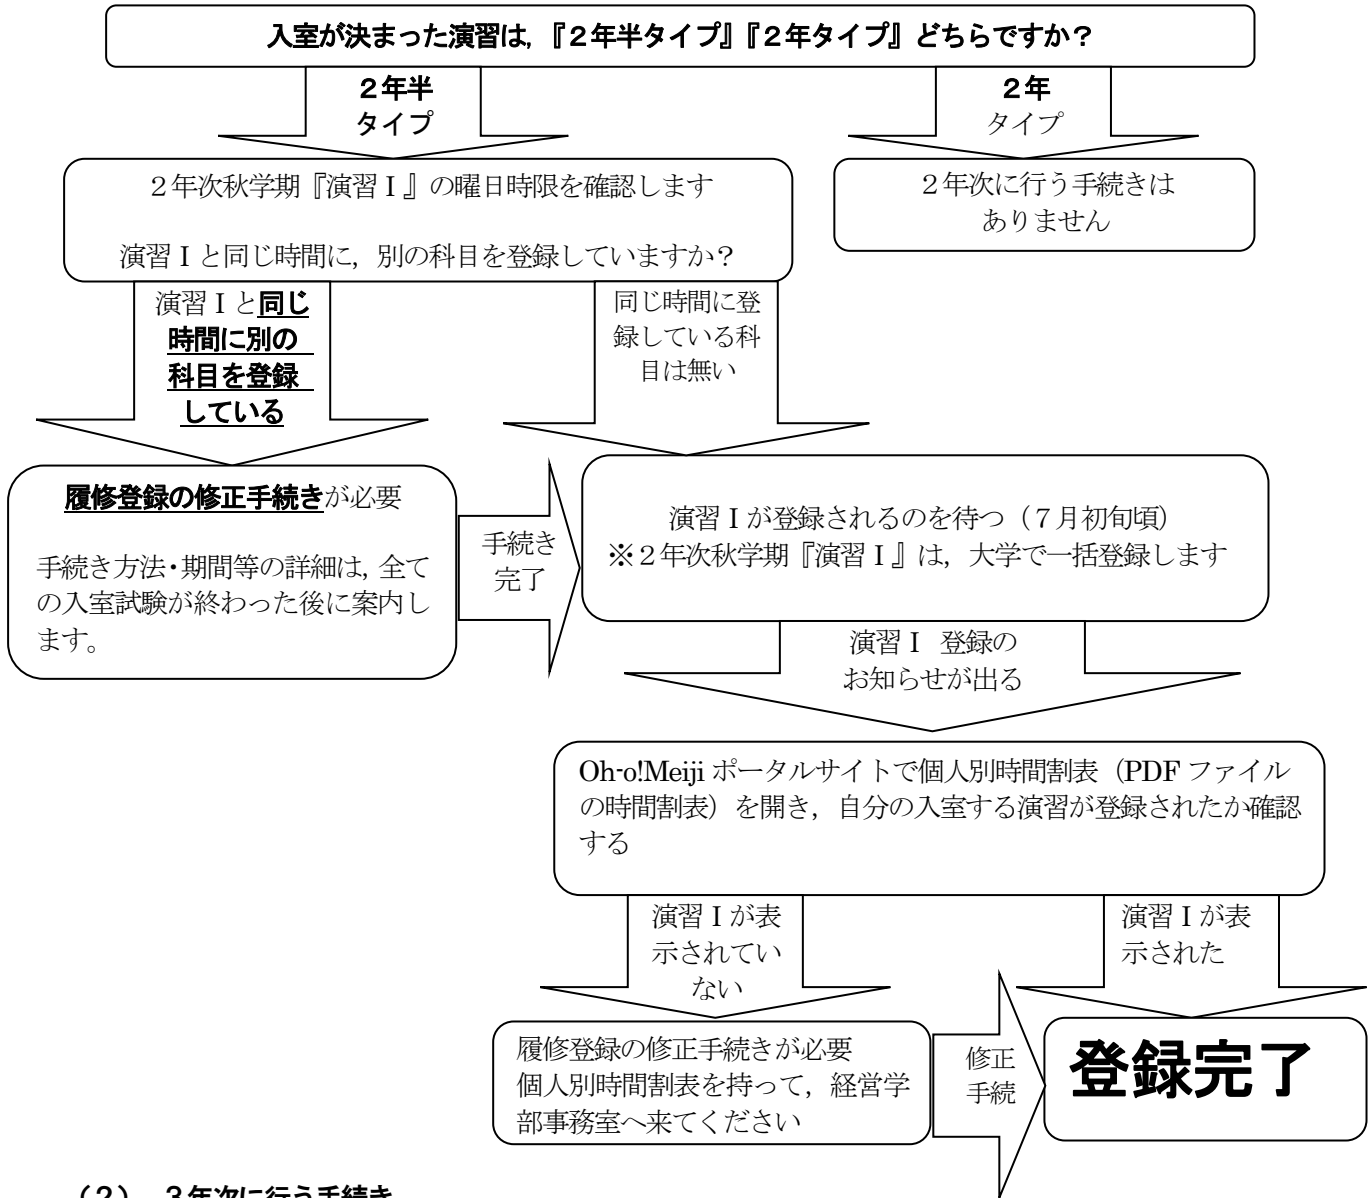 入室が決まった演習は，『２年半タイプ』『２年タイプ』どちらですか？
２年半
タイプ
２年
タイプ
２年次秋学期『演習Ⅰ』の曜日時限を確認します
演習Ⅰと同じ時間に，別の科目を登録していますか？
２年次に行う手続きは
ありません
演習Ⅰと同じ
時間に別の
科目を登録
している
同じ時間に登
録している科
目は無い
履修登録の修正手続きが必要
手続き方法・期間等の詳細は，全て
の入室試験が終わった後に案内し
ます。
手続き
完了
演習Ⅰが登録されるのを待つ（７月初旬頃）
※２年次秋学期『演習Ⅰ』は，大学で一括登録します
演習Ⅰ 登録の
お知らせが出る
Oh-o!Meiji ポータルサイトで個人別時間割表（PDF ファイル
の時間割表）を開き，自分の入室する演習が登録されたか確認
する
演習Ⅰが表
示されてい
ない
演習Ⅰが表
示された
履修登録の修正手続きが必要
個人別時間割表を持って，経営学
部事務室へ来てください
修正
手続
登録完了
（２） ３年次に行う手続き